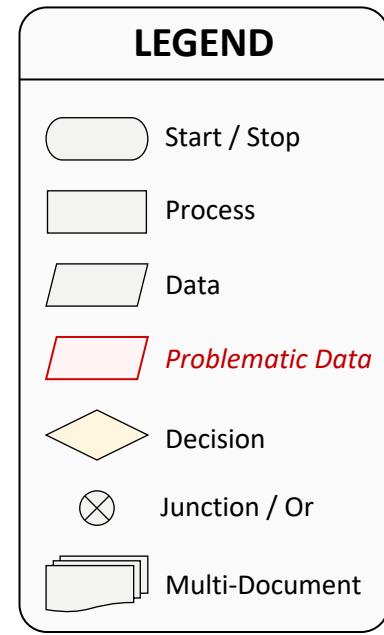 LEGEND
Start / Stop
Process
Data
Problematic Data
Decision
Junction / Or
Multi-Document